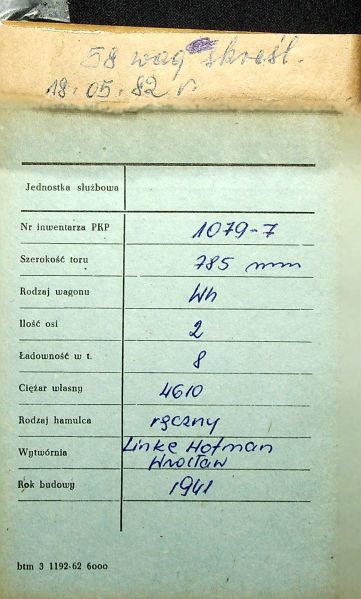 58 wag skreśl.
18.05.82 r.
Jednostka służbowa
Nr inwentarza PKP 1079-7
Szerokość toru 785 mm
Rodzaj wagonu Wh
Ilość osi 2
Ładowność w t. 8
Ciężar własny 4610
Rodzaj hamulca ręczny
Wytwórnia Linke Hofman
Wrocław
Rok budowy 1941
btm 3 1192-62 6000